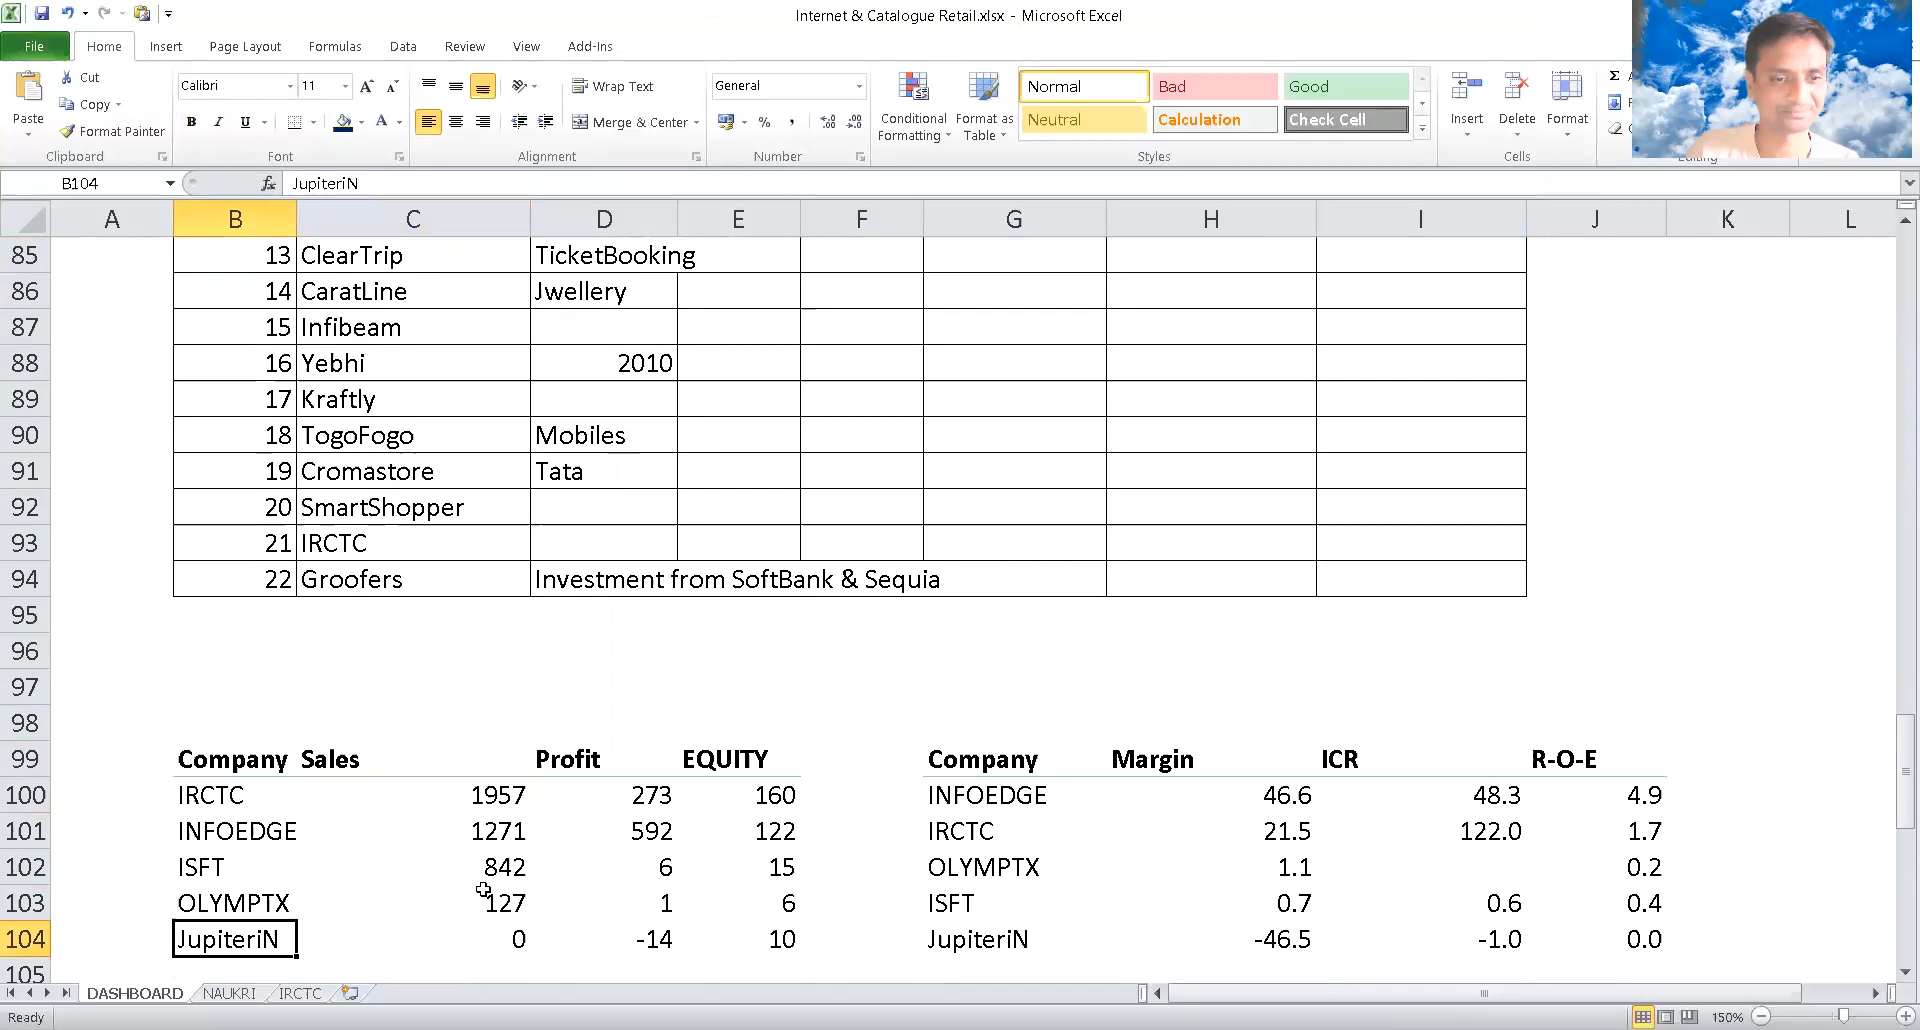 Internet & Catalogue Retail.xlsx - Microsoft Excel
File Home Insert Page Layout Formulas Data Review View Add-Ins
Paste
Cut
Copy
Format Painter
Clipboard
Calibri 11
B I U A
Font
Wrap Text
Merge & Center
Alignment
General
% ,
Number
Conditional Formatting
Format as Table
Normal Bad Good
Neutral Calculation Check Cell
Styles
Insert Delete Format
Cells
Σ
B104 fx JupiteriN
A B C D E F G H I J K L
85 13 ClearTrip TicketBooking
86 14 CaratLine Jwellery
87 15 Infibeam
88 16 Yebhi 2010
89 17 Kraftly
90 18 TogoFogo Mobiles
91 19 Cromastore Tata
92 20 SmartShopper
93 21 IRCTC
94 22 Groofers Investment from SoftBank & Sequia
95
96
97
98
99 Company Sales Profit EQUITY Company Margin ICR R-O-E
100 IRCTC 1957 273 160 INFOEDGE 46.6 48.3 4.9
101 INFOEDGE 1271 592 122 IRCTC 21.5 122.0 1.7
102 ISFT 842 6 15 OLYMPTX 1.1 0.2
103 OLYMPTX 127 1 6 ISFT 0.7 0.6 0.4
104 JupiteriN 0 -14 10 JupiteriN -46.5 -1.0 0.0
105
DASHBOARD NAUKRI IRCTC
Ready 150%